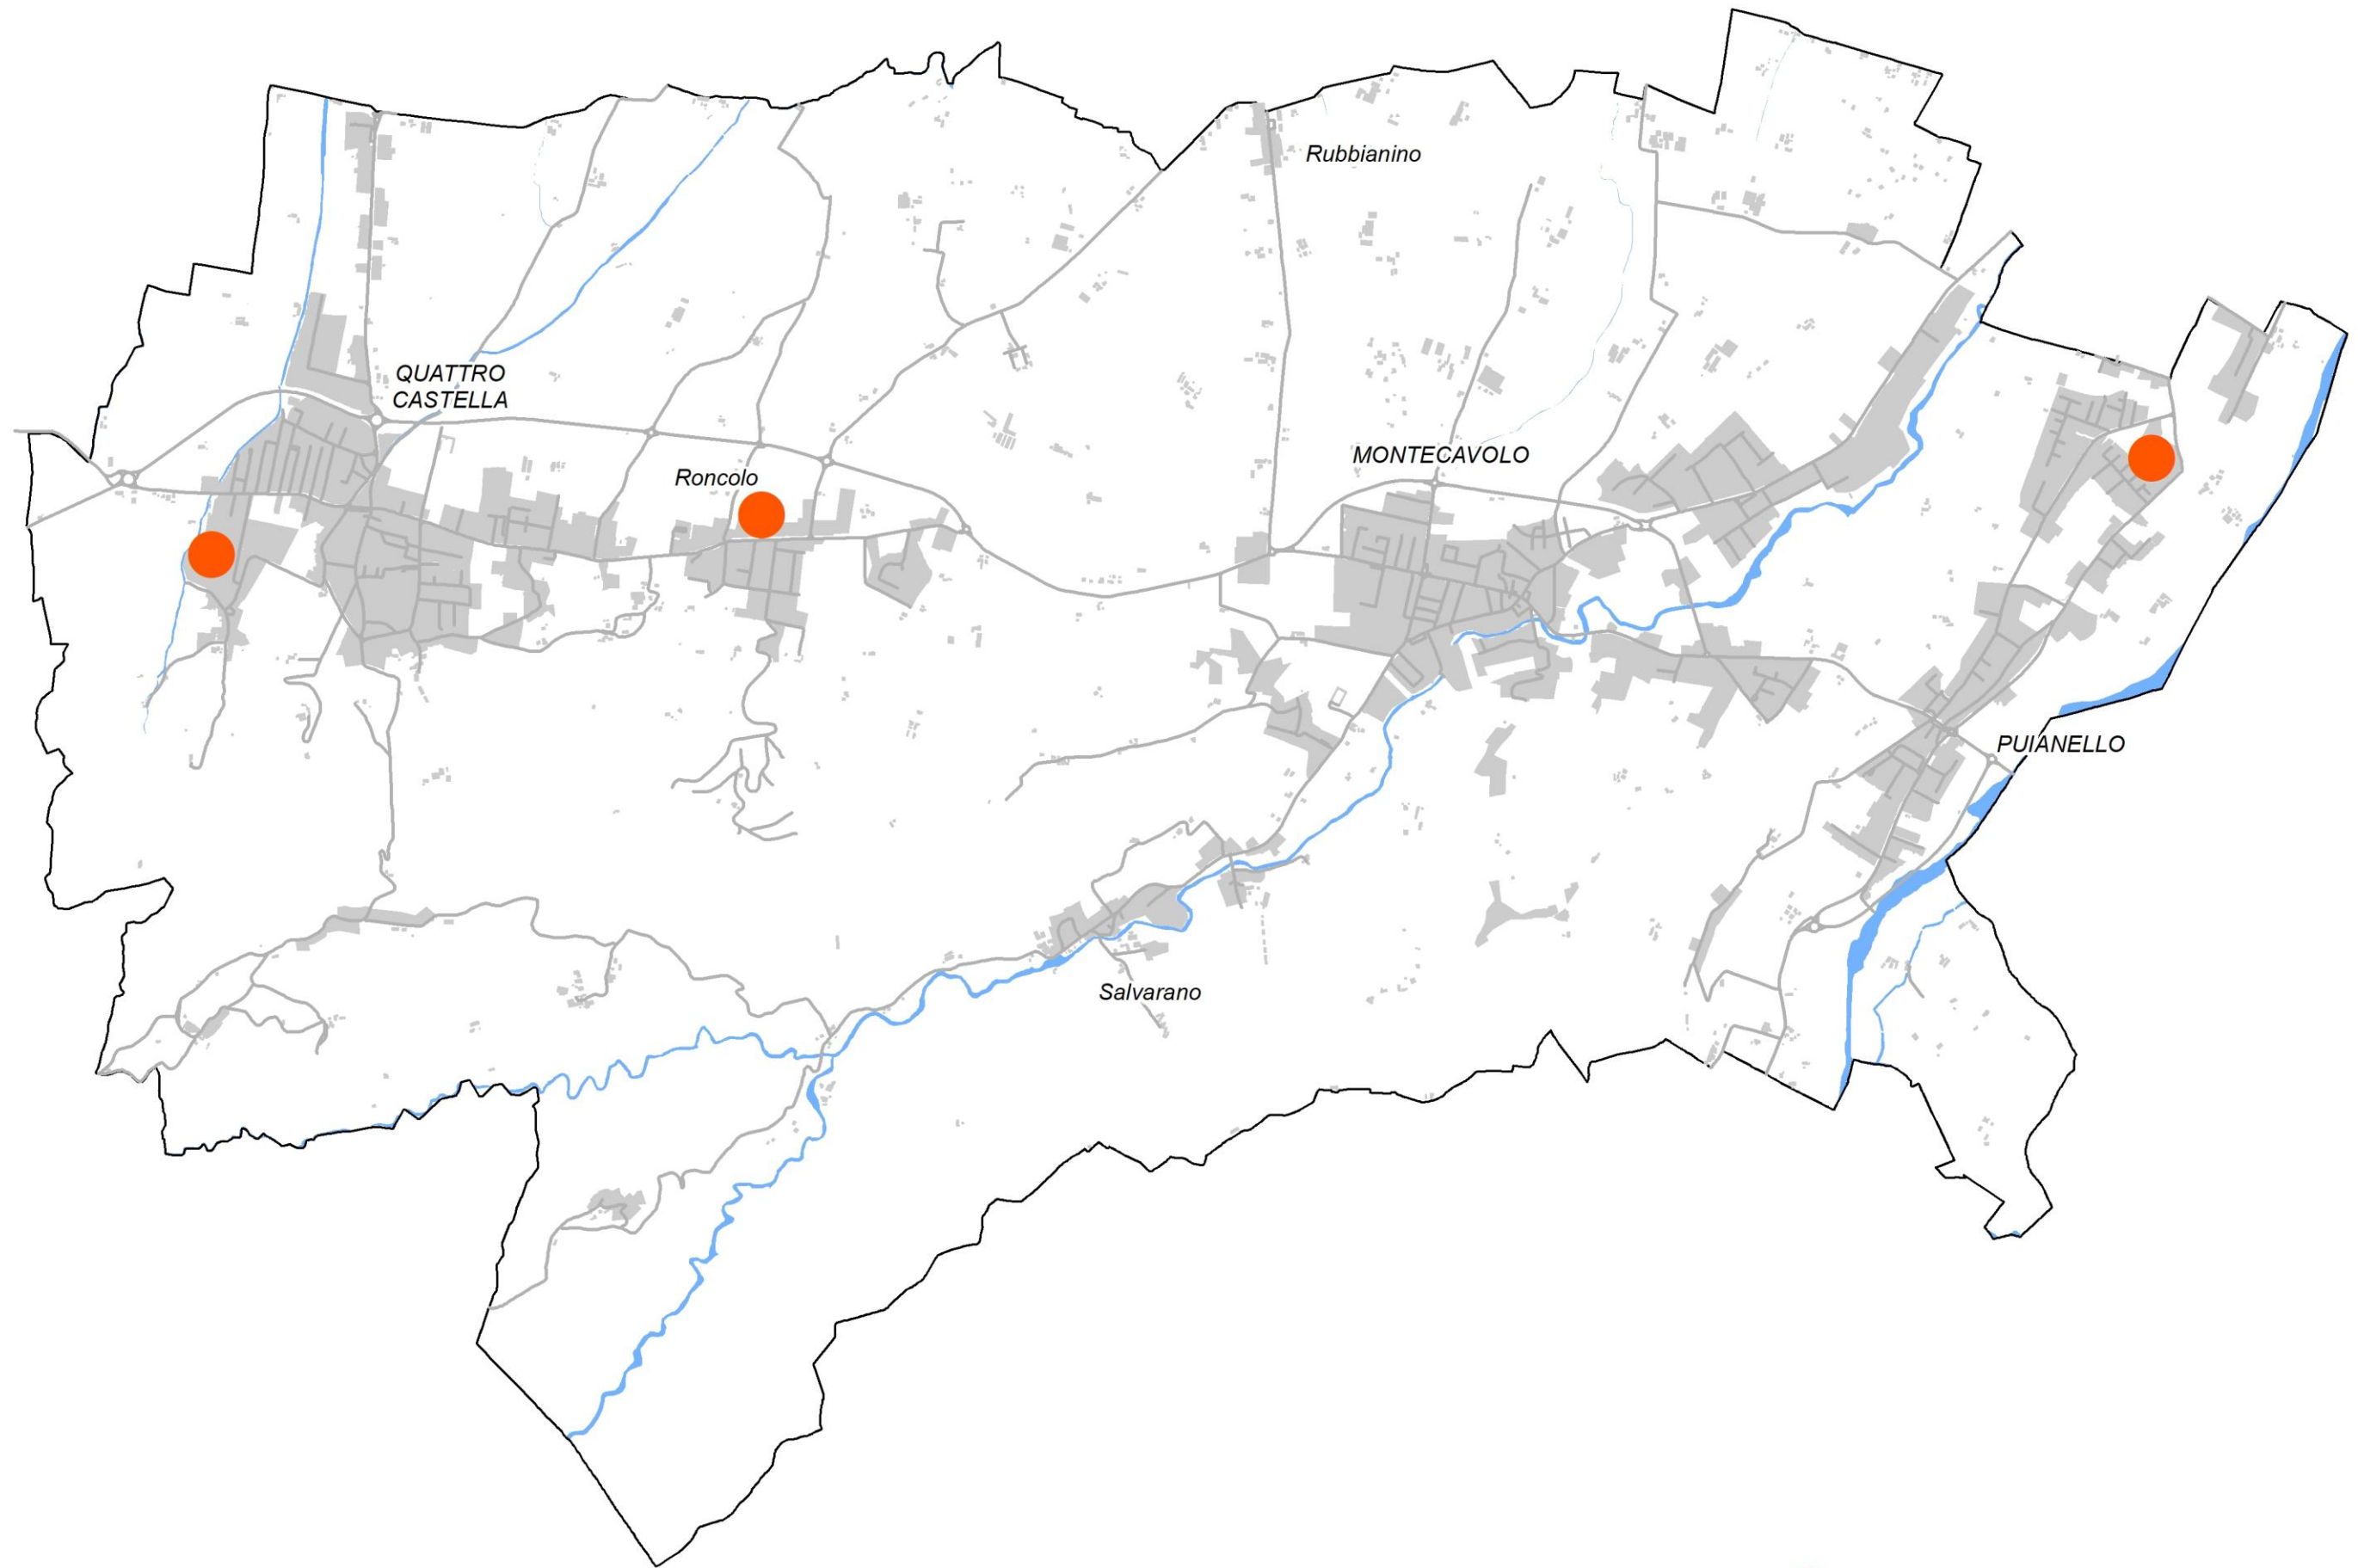 Rubbianino
QUATTRO
CASTELLA
MONTECAVOLO
Roncolo
PUIANELLO
Salvarano